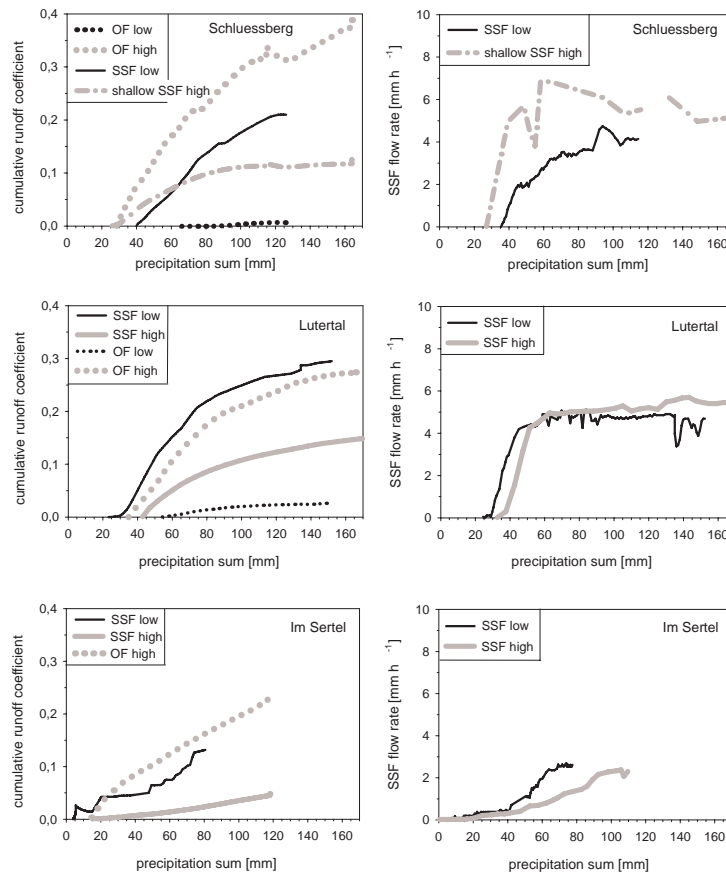 OF low
OF high
SSF low
shallow SSF high
Schluessberg
cumulative runoff coefficient
0,4
0,3
0,2
0,1
0,0
0 20 40 60 80 100 120 140 160
precipitation sum [mm]
SSF low
shallow SSF high
Schluessberg
SSF flow rate [mm h -1]
10
8
6
4
2
0
0 20 40 60 80 100 120 140 160
precipitation sum [mm]
SSF low
SSF high
OF low
OF high
Lutertal
cumulative runoff coefficient
0,4
0,3
0,2
0,1
0,0
0 20 40 60 80 100 120 140 160
precipitation sum [mm]
SSF low
SSF high
Lutertal
SSF flow rate [mm h -1]
10
8
6
4
2
0
0 20 40 60 80 100 120 140 160
precipitation sum [mm]
SSF low
SSF high
OF high
Im Sertel
cumulative runoff coefficient
0,4
0,3
0,2
0,1
0,0
0 20 40 60 80 100 120 140 160
precipitation sum [mm]
SSF low
SSF high
Im Sertel
SSF flow rate [mm h -1]
10
8
6
4
2
0
0 20 40 60 80 100 120 140 160
precipitation sum [mm]